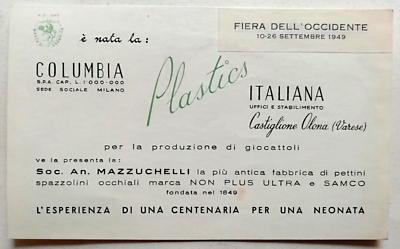 è nata la:
FIERA DELL'OCCIDENTE
10-26 SETTEMBRE 1949
COLUMBIA
S.P.A. CAP. L. 1·000·000
SEDE SOCIALE MILANO
Plastics
ITALIANA
UFFICI E STABILIMENTO
Castiglione Olona (Varese)
per la produzione di giocattoli
ve la presenta la:
Soc. An. MAZZUCHELLI la più antica fabbrica di pettini
spazzolini occhiali marca NON PLUS ULTRA e SAMCO
fondata nel 1849
L'ESPERIENZA DI UNA CENTENARIA PER UNA NEONATA